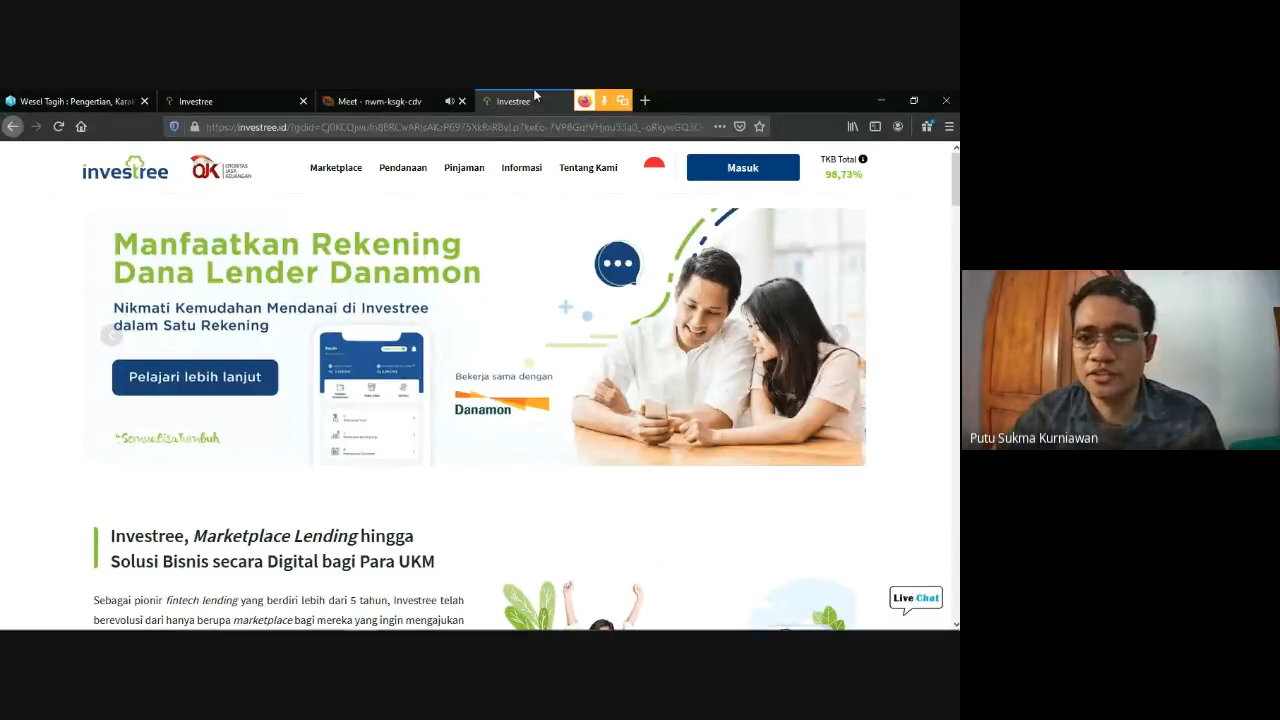 Wesel Tagih : Pengertian, Kara
Investree
Meet - nwm-ksgk-cdv
Investree
investree
OJK OTORITAS JASA KEUANGAN
Marketplace
Pendanaan
Pinjaman
Informasi
Tentang Kami
Masuk
TKB Total
98,73%
Manfaatkan Rekening
Dana Lender Danamon
Nikmati Kemudahan Mendanai di Investree
dalam Satu Rekening
Pelajari lebih lanjut
Bekerja sama dengan
Danamon
#SemuaBisaTumbuh
Putu Sukma Kurniawan
Investree, Marketplace Lending hingga
Solusi Bisnis secara Digital bagi Para UKM
Sebagai pionir fintech lending yang berdiri lebih dari 5 tahun, Investree telah
berevolusi dari hanya berupa marketplace bagi mereka yang ingin mengajukan
Live Chat